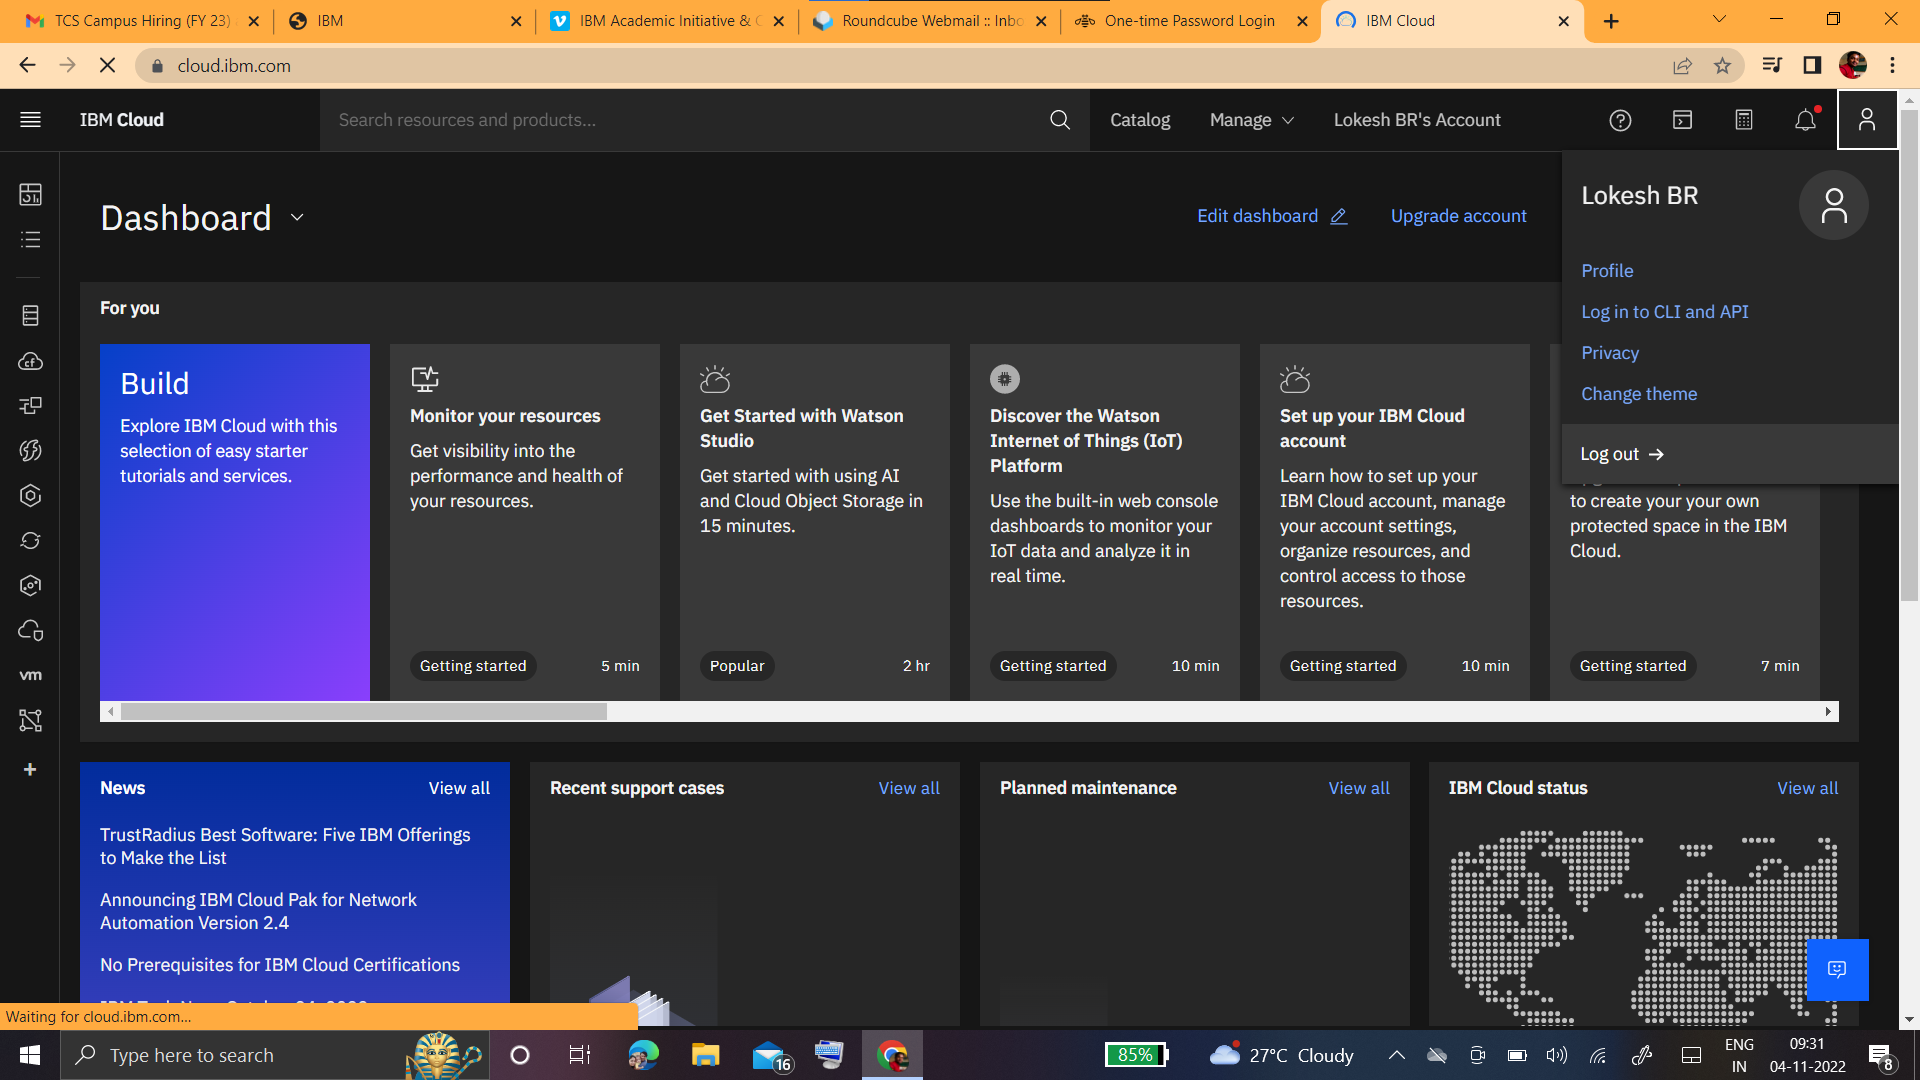 TCS Campus Hiring (FY 23)
IBM
IBM Academic Initiative &
Roundcube Webmail :: Inbo
One-time Password Login
IBM Cloud
cloud.ibm.com
IBM Cloud
Search resources and products...
Catalog
Manage
Lokesh BR's Account
Lokesh BR
Profile
Log in to CLI and API
Privacy
Change theme
Log out
Dashboard
Edit dashboard
Upgrade account
For you
Build
Explore IBM Cloud with this
selection of easy starter
tutorials and services.
Monitor your resources
Get visibility into the
performance and health of
your resources.
Getting started
5 min
Get Started with Watson
Studio
Get started with using AI
and Cloud Object Storage in
15 minutes.
Popular
2 hr
Discover the Watson
Internet of Things (IoT)
Platform
Use the built-in web console
dashboards to monitor your
IoT data and analyze it in
real time.
Getting started
10 min
Set up your IBM Cloud
account
Learn how to set up your
IBM Cloud account, manage
your account settings,
organize resources, and
control access to those
resources.
Getting started
10 min
to create your your own
protected space in the IBM
Cloud.
Getting started
7 min
vm
News
View all
TrustRadius Best Software: Five IBM Offerings
to Make the List
Announcing IBM Cloud Pak for Network
Automation Version 2.4
No Prerequisites for IBM Cloud Certifications
Recent support cases
View all
Planned maintenance
View all
IBM Cloud status
View all
Waiting for cloud.ibm.com...
Type here to search
16
85%
27°C Cloudy
ENG
IN
09:31
04-11-2022
8